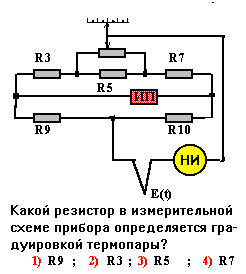 R3
R7
R5
ИП
R9
R10
НИ
E(t)
Какой резистор в измерительной
схеме прибора определяется гра-
дуировкой термопары?
1) R9 ; 2) R3 ; 3) R5 ; 4) R7